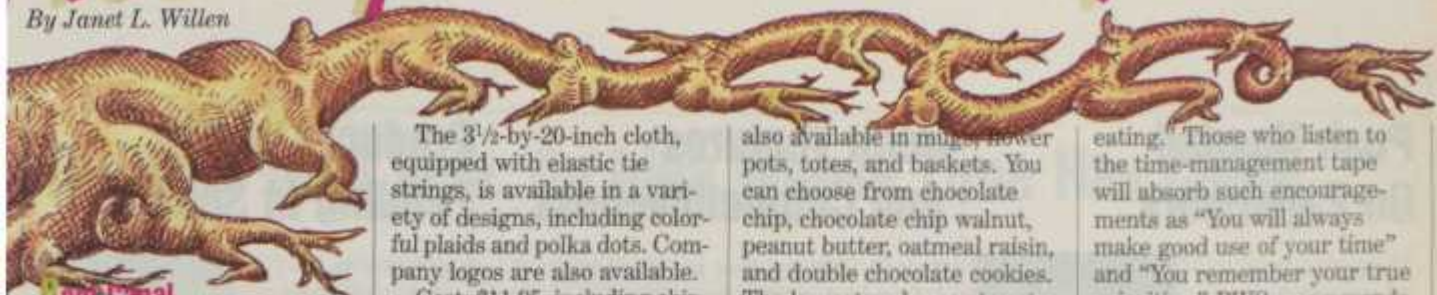 By Janet L. Willen
The 3½-by-20-inch cloth,
equipped with elastic tie
strings, is available in a vari-
ety of designs, including color-
ful plaids and polka dots. Com-
pany logos are also available.
also available in mugs, flower
pots, totes, and baskets. You
can choose from chocolate
chip, chocolate chip walnut,
peanut butter, oatmeal raisin,
and double chocolate cookies.
eating." Those who listen to
the time-management tape
will absorb such encourage-
ments as "You will always
make good use of your time"
and "You remember your true